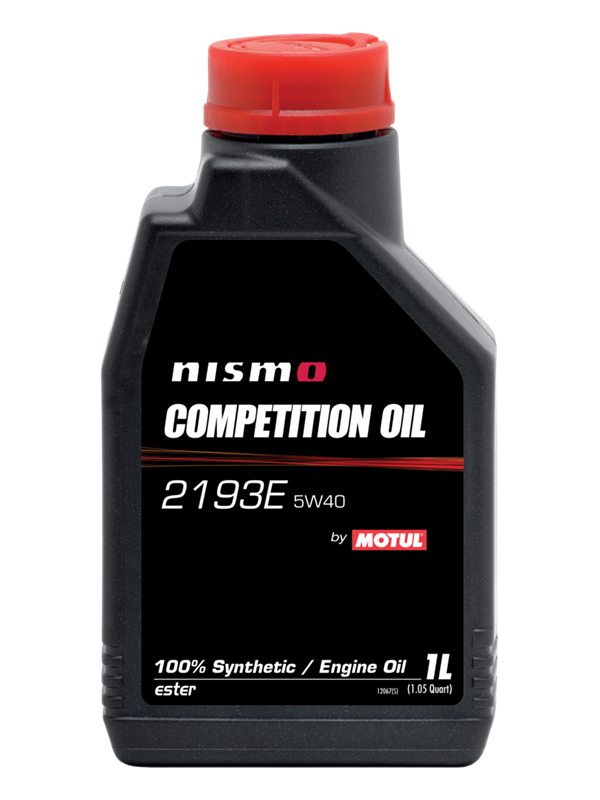 nismo
COMPETITION OIL
2193E 5W40
by MOTUL
100% Synthetic / Engine Oil 1L
ester 12067(S) (1.05 Quart)